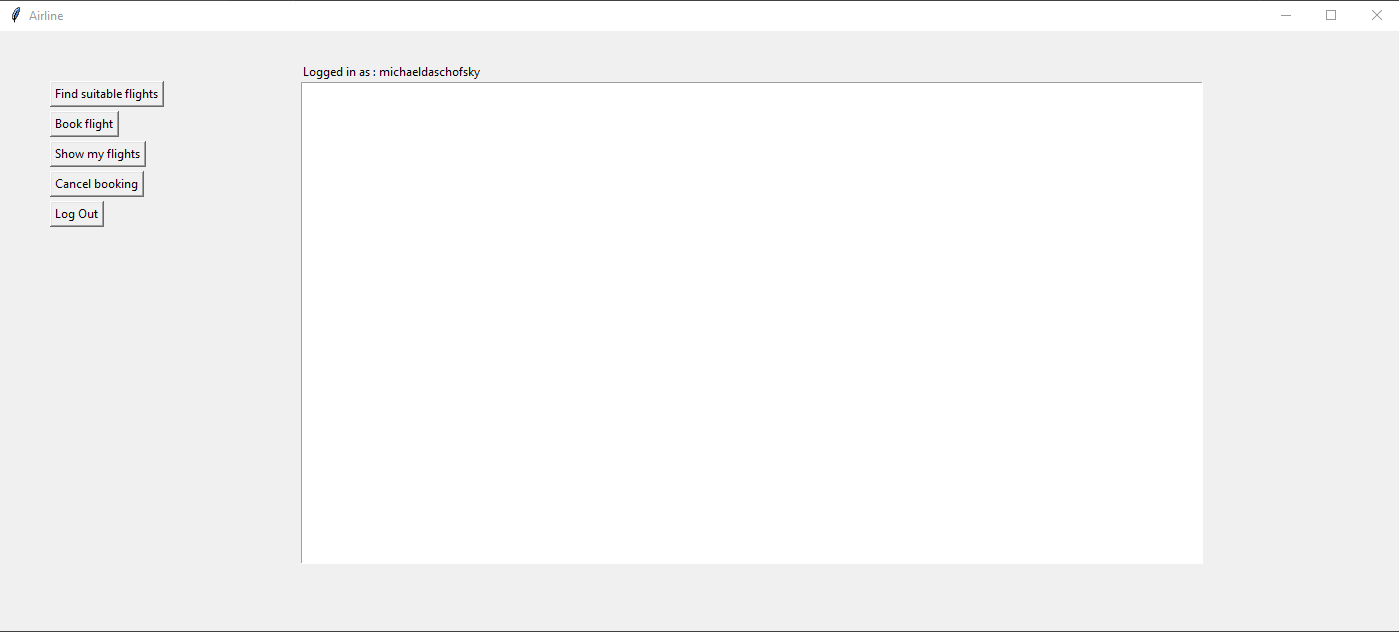 Airline
Logged in as : michaeldaschofsky
Find suitable flights
Book flight
Show my flights
Cancel booking
Log Out